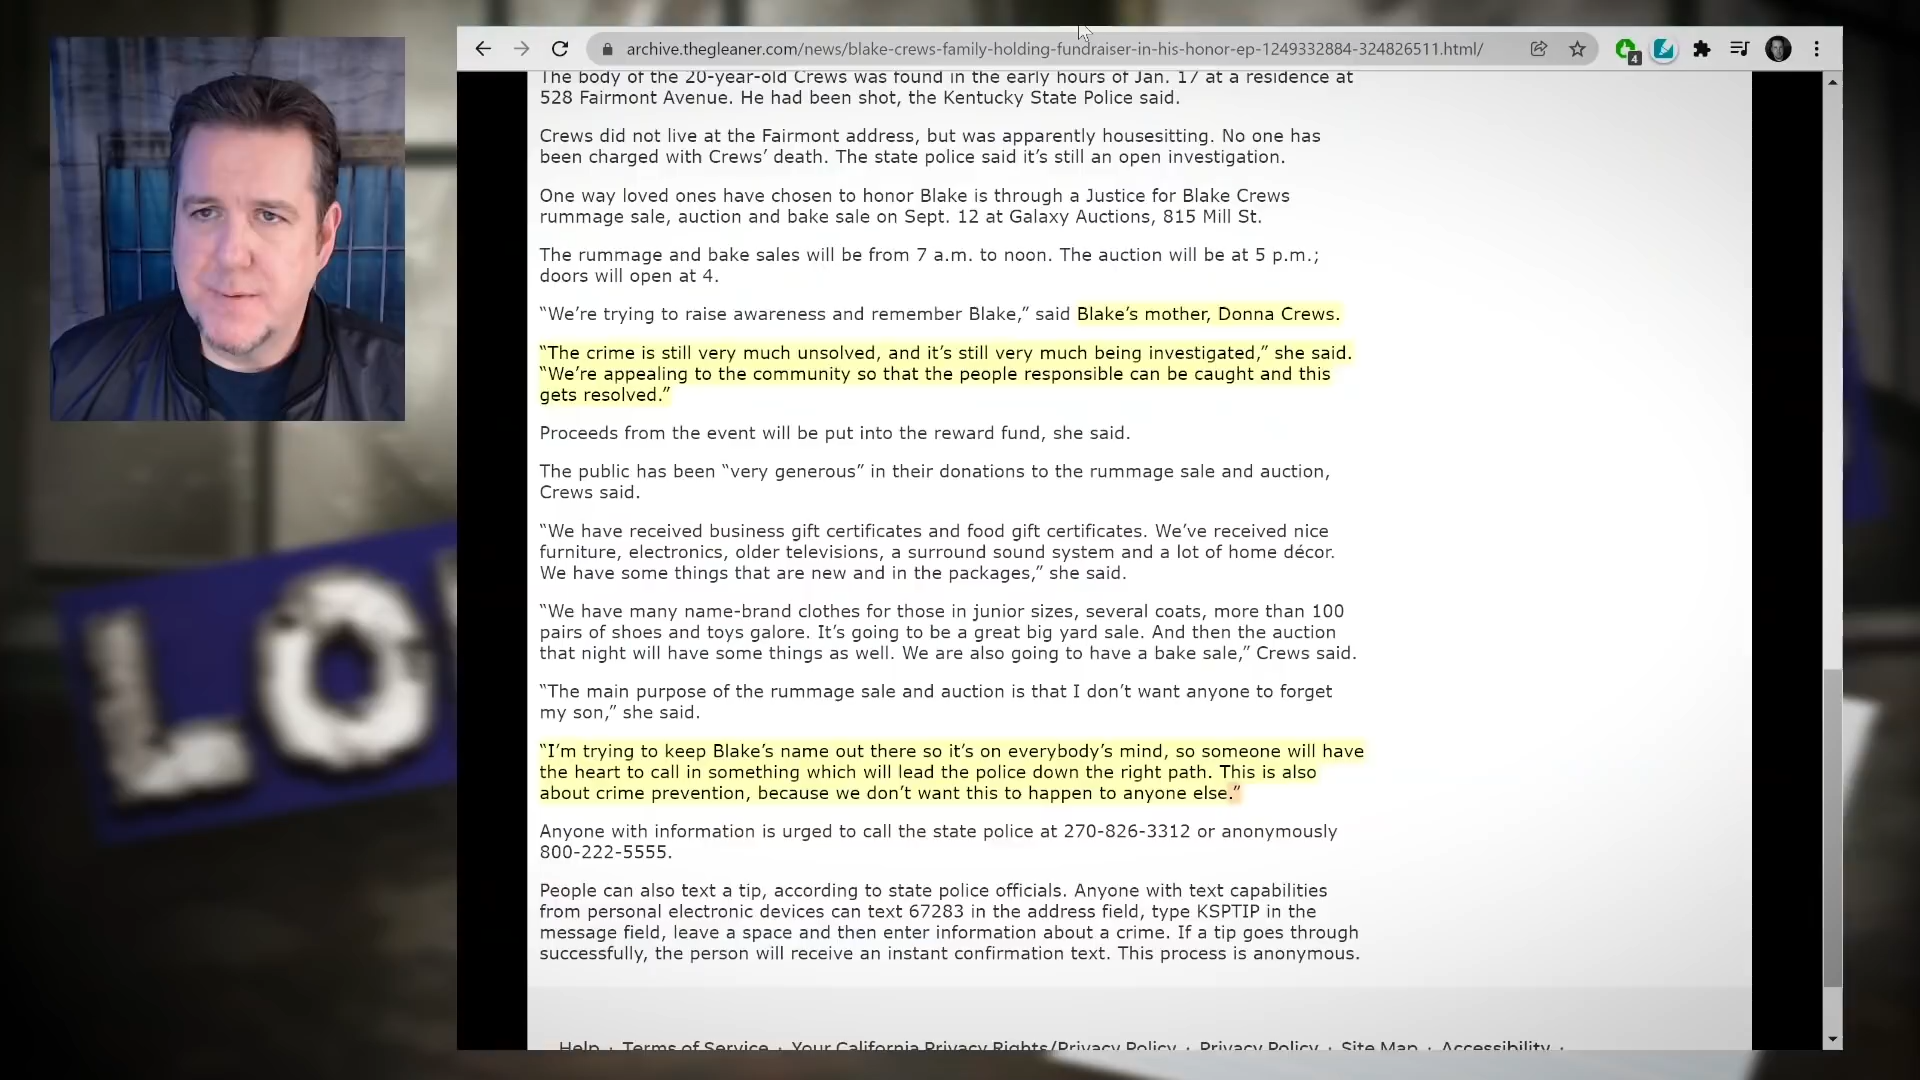 archive.thegleaner.com/news/blake-crews-family-holding-fundraiser-in-his-honor-ep-1249332884-324826511.html/
4
The body of the 20-year-old Crews was found in the early hours of Jan. 17 at a residence at
528 Fairmont Avenue. He had been shot, the Kentucky State Police said.
Crews did not live at the Fairmont address, but was apparently housesitting. No one has
been charged with Crews’ death. The state police said it’s still an open investigation.
One way loved ones have chosen to honor Blake is through a Justice for Blake Crews
rummage sale, auction and bake sale on Sept. 12 at Galaxy Auctions, 815 Mill St.
The rummage and bake sales will be from 7 a.m. to noon. The auction will be at 5 p.m.;
doors will open at 4.
“We’re trying to raise awareness and remember Blake,” said Blake’s mother, Donna Crews.
“The crime is still very much unsolved, and it’s still very much being investigated,” she said.
“We’re appealing to the community so that the people responsible can be caught and this
gets resolved.”
Proceeds from the event will be put into the reward fund, she said.
The public has been “very generous” in their donations to the rummage sale and auction,
Crews said.
“We have received business gift certificates and food gift certificates. We’ve received nice
furniture, electronics, older televisions, a surround sound system and a lot of home décor.
We have some things that are new and in the packages,” she said.
“We have many name-brand clothes for those in junior sizes, several coats, more than 100
pairs of shoes and toys galore. It’s going to be a great big yard sale. And then the auction
that night will have some things as well. We are also going to have a bake sale,” Crews said.
“The main purpose of the rummage sale and auction is that I don’t want anyone to forget
my son,” she said.
“I’m trying to keep Blake’s name out there so it’s on everybody’s mind, so someone will have
the heart to call in something which will lead the police down the right path. This is also
about crime prevention, because we don’t want this to happen to anyone else.”
Anyone with information is urged to call the state police at 270-826-3312 or anonymously
800-222-5555.
People can also text a tip, according to state police officials. Anyone with text capabilities
from personal electronic devices can text 67283 in the address field, type KSPTIP in the
message field, leave a space and then enter information about a crime. If a tip goes through
successfully, the person will receive an instant confirmation text. This process is anonymous.
Help · Terms of Service · Your California Privacy Rights/Privacy Policy · Privacy Policy · Site Map · Accessibility ·
LO